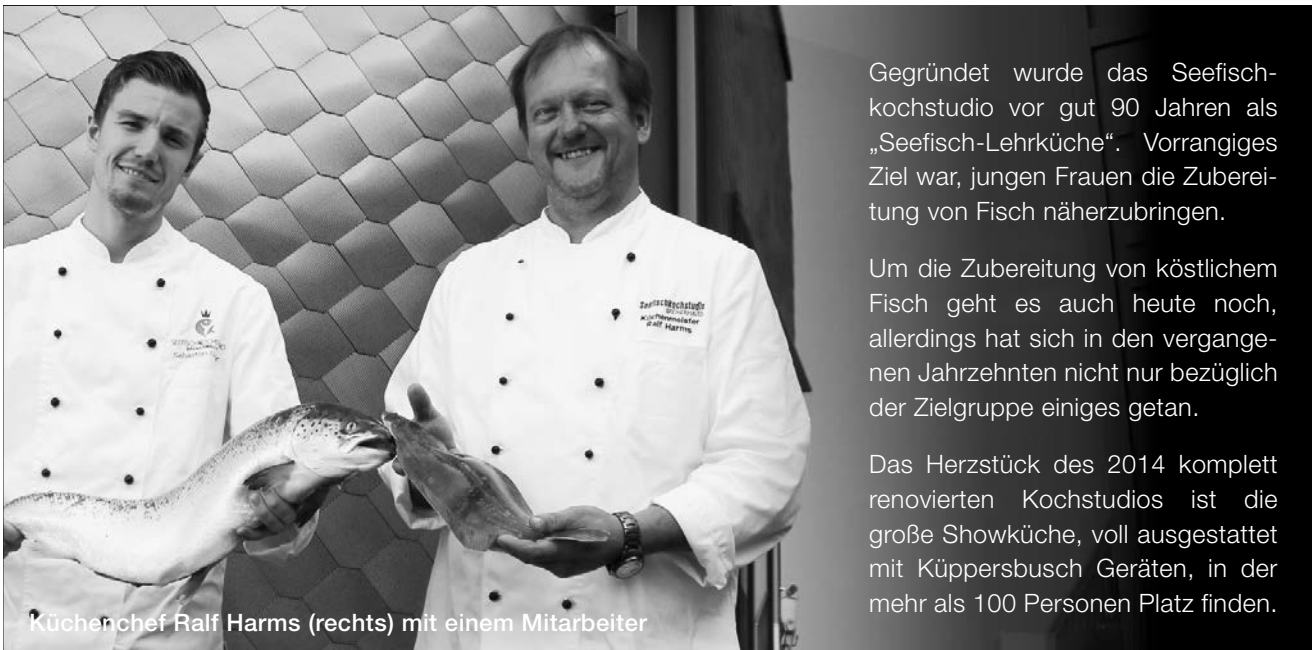 Gegründet wurde das Seefisch-
kochstudio vor gut 90 Jahren als
„Seefisch-Lehrküche“. Vorrangiges
Ziel war, jungen Frauen die Zuberei-
tung von Fisch näherzubringen.
Um die Zubereitung von köstlichem
Fisch geht es auch heute noch,
allerdings hat sich in den vergange-
nen Jahrzehnten nicht nur bezüglich
der Zielgruppe einiges getan.
Das Herzstück des 2014 komplett
renovierten Kochstudios ist die
große Showküche, voll ausgestattet
mit Küppersbusch Geräten, in der
mehr als 100 Personen Platz finden.
Seefischkochstudio
Küchenmeister
Ralf Harms
Küchenchef Ralf Harms (rechts) mit einem Mitarbeiter